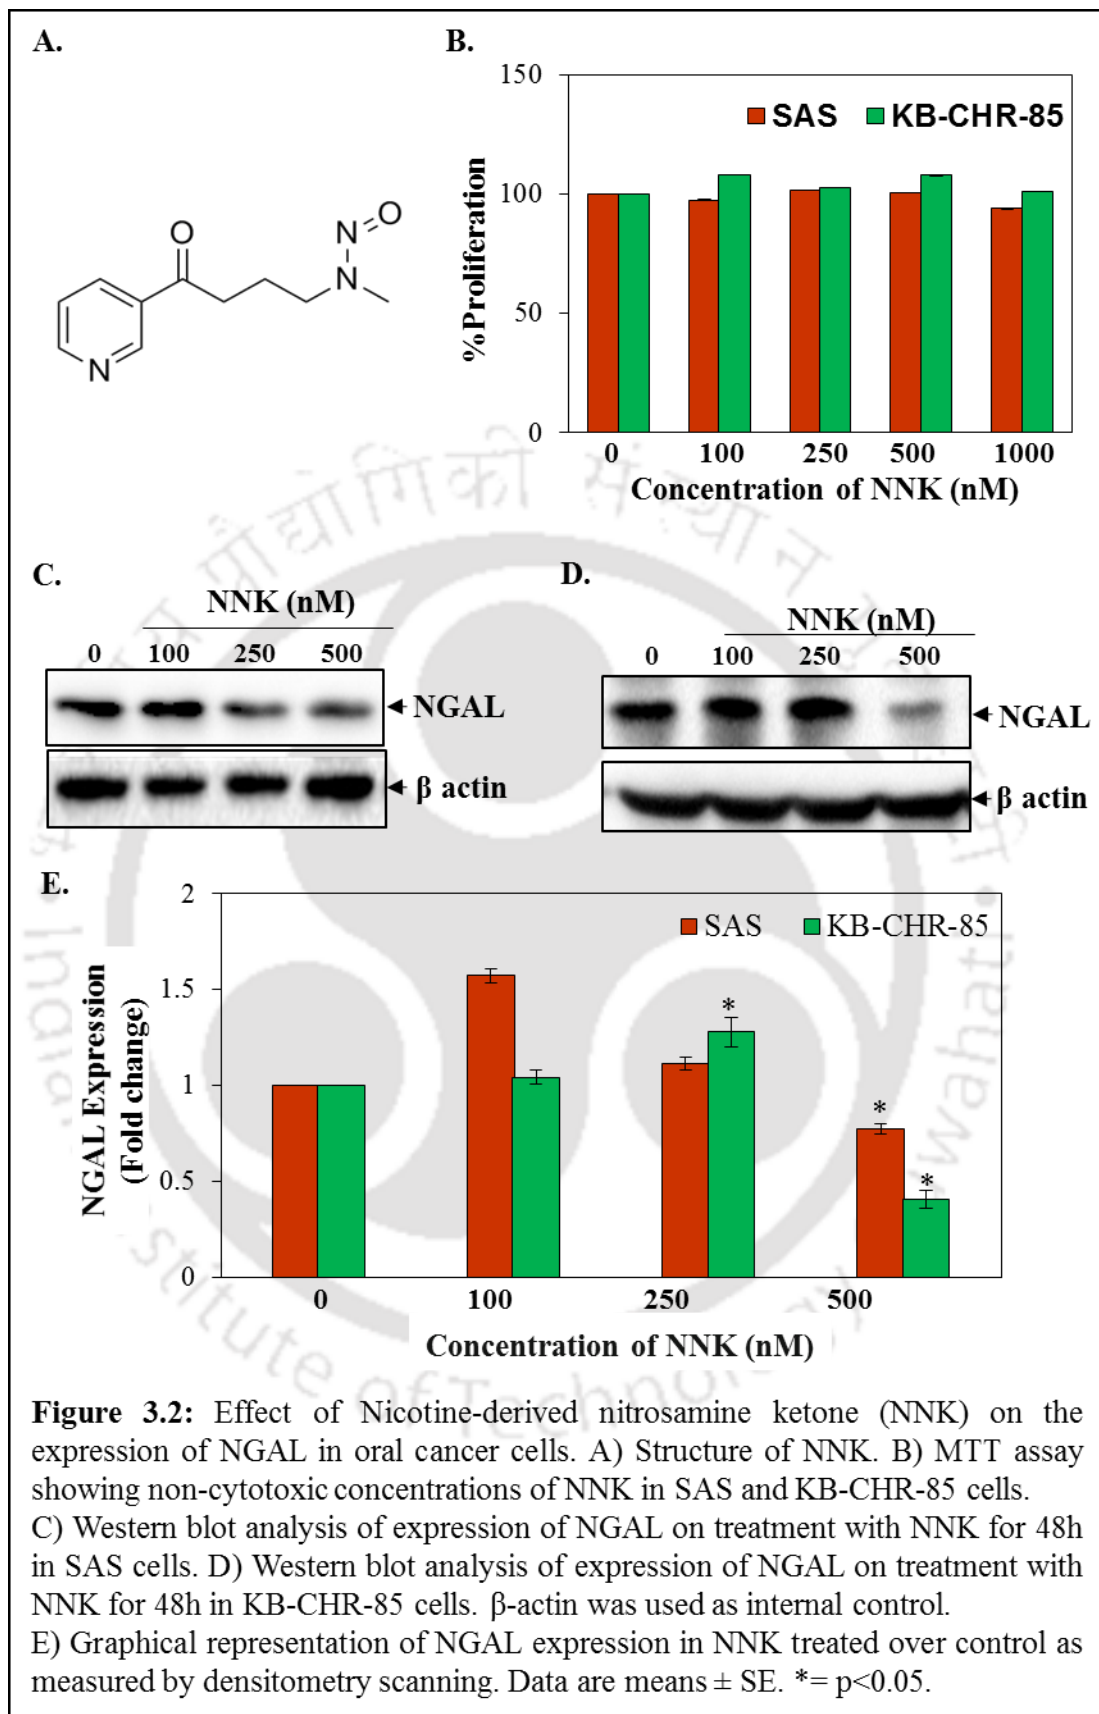 A.
O
N
O
N
N
B.
150
100
50
0
%Proliferation
SAS
KB-CHR-85
0 100 250 500 1000
Concentration of NNK (nM)
C.
NNK (nM)
0 100 250 500
NGAL
β actin
D.
NNK (nM)
0 100 250 500
NGAL
β actin
E.
2
1.5
1
0.5
0
NGAL Expression
(Fold change)
SAS
KB-CHR-85
*
*
*
0 100 250 500
Concentration of NNK (nM)
Figure 3.2: Effect of Nicotine-derived nitrosamine ketone (NNK) on the
expression of NGAL in oral cancer cells. A) Structure of NNK. B) MTT assay
showing non-cytotoxic concentrations of NNK in SAS and KB-CHR-85 cells.
C) Western blot analysis of expression of NGAL on treatment with NNK for 48h
in SAS cells. D) Western blot analysis of expression of NGAL on treatment with
NNK for 48h in KB-CHR-85 cells. β-actin was used as internal control.
E) Graphical representation of NGAL expression in NNK treated over control as
measured by densitometry scanning. Data are means ± SE. *= p<0.05.
of Technology